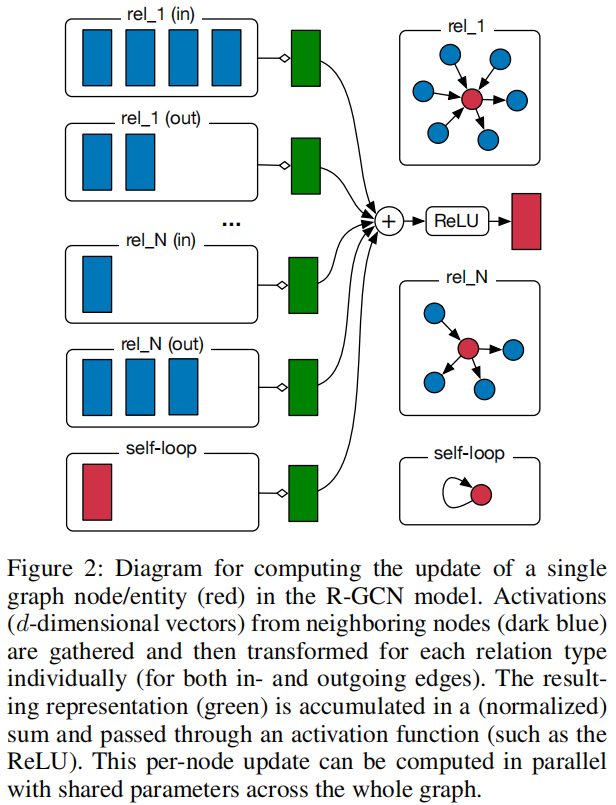 rel_1 (in)
rel_1
rel_1 (out)
...
rel_N (in)
+
ReLU
rel_N
rel_N (out)
self-loop
self-loop
Figure 2: Diagram for computing the update of a single
graph node/entity (red) in the R-GCN model. Activations
(d-dimensional vectors) from neighboring nodes (dark blue)
are gathered and then transformed for each relation type
individually (for both in- and outgoing edges). The result-
ing representation (green) is accumulated in a (normalized)
sum and passed through an activation function (such as the
ReLU). This per-node update can be computed in parallel
with shared parameters across the whole graph.